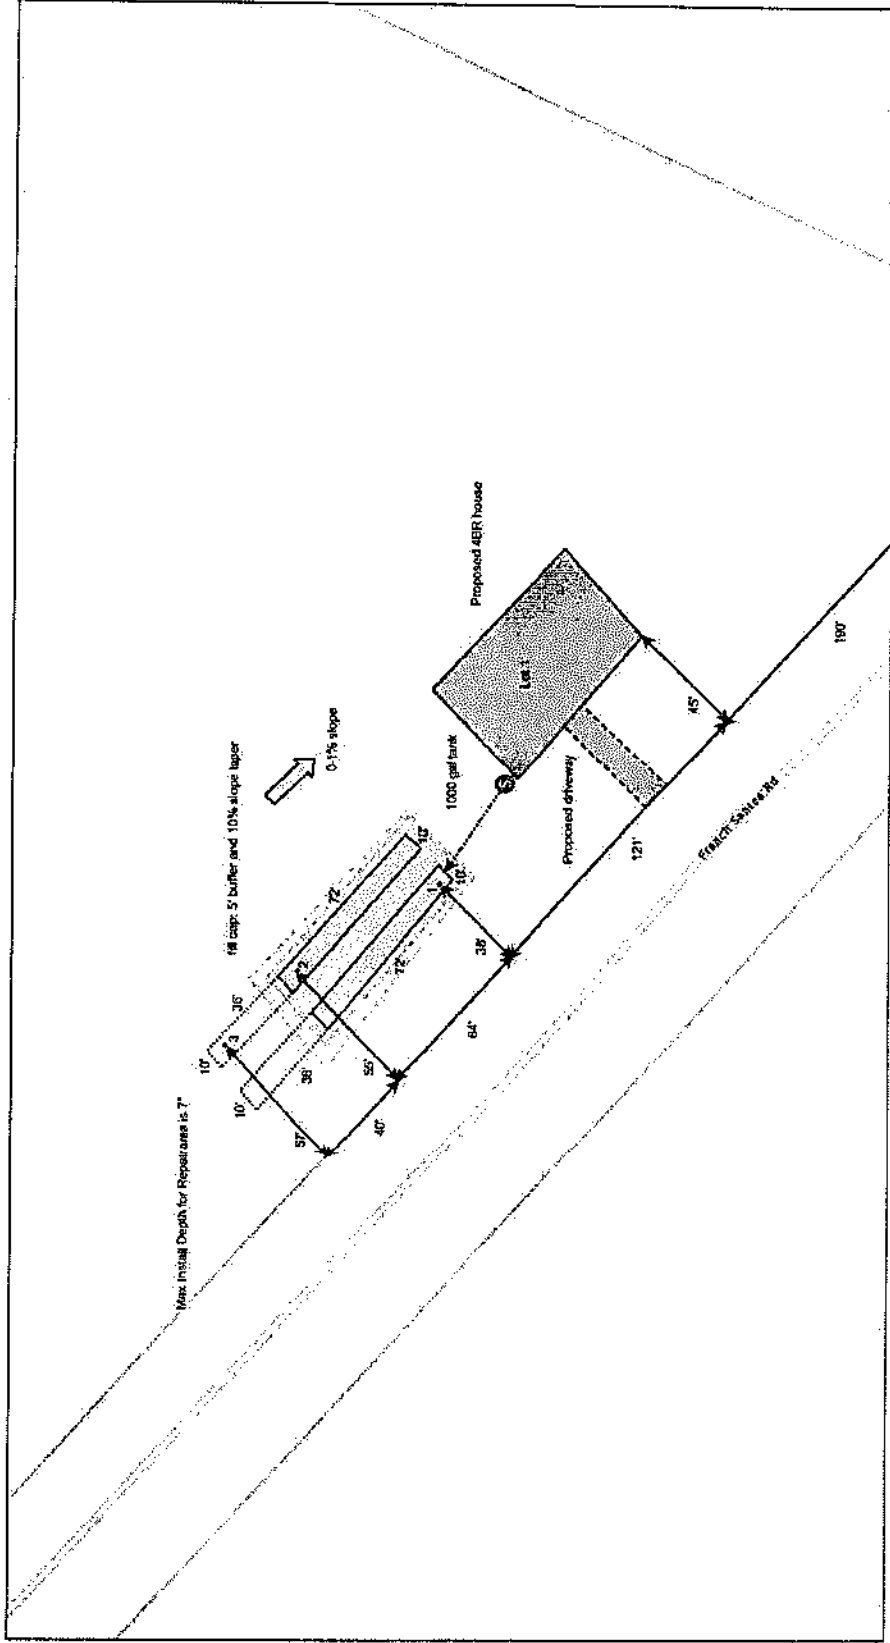 fill cap: 5' buffer and 10% slope taper
0-1% slope
Proposed 4BR house
Lot 1
1000 gal tank
Proposed driveway
French Santee Rd
Max Install Depth for Repair area is 7"
10'
36'
72'
10'
3
2
1
10'
36'
72'
10'
57'
55'
38'
45'
40'
64'
121'
190'